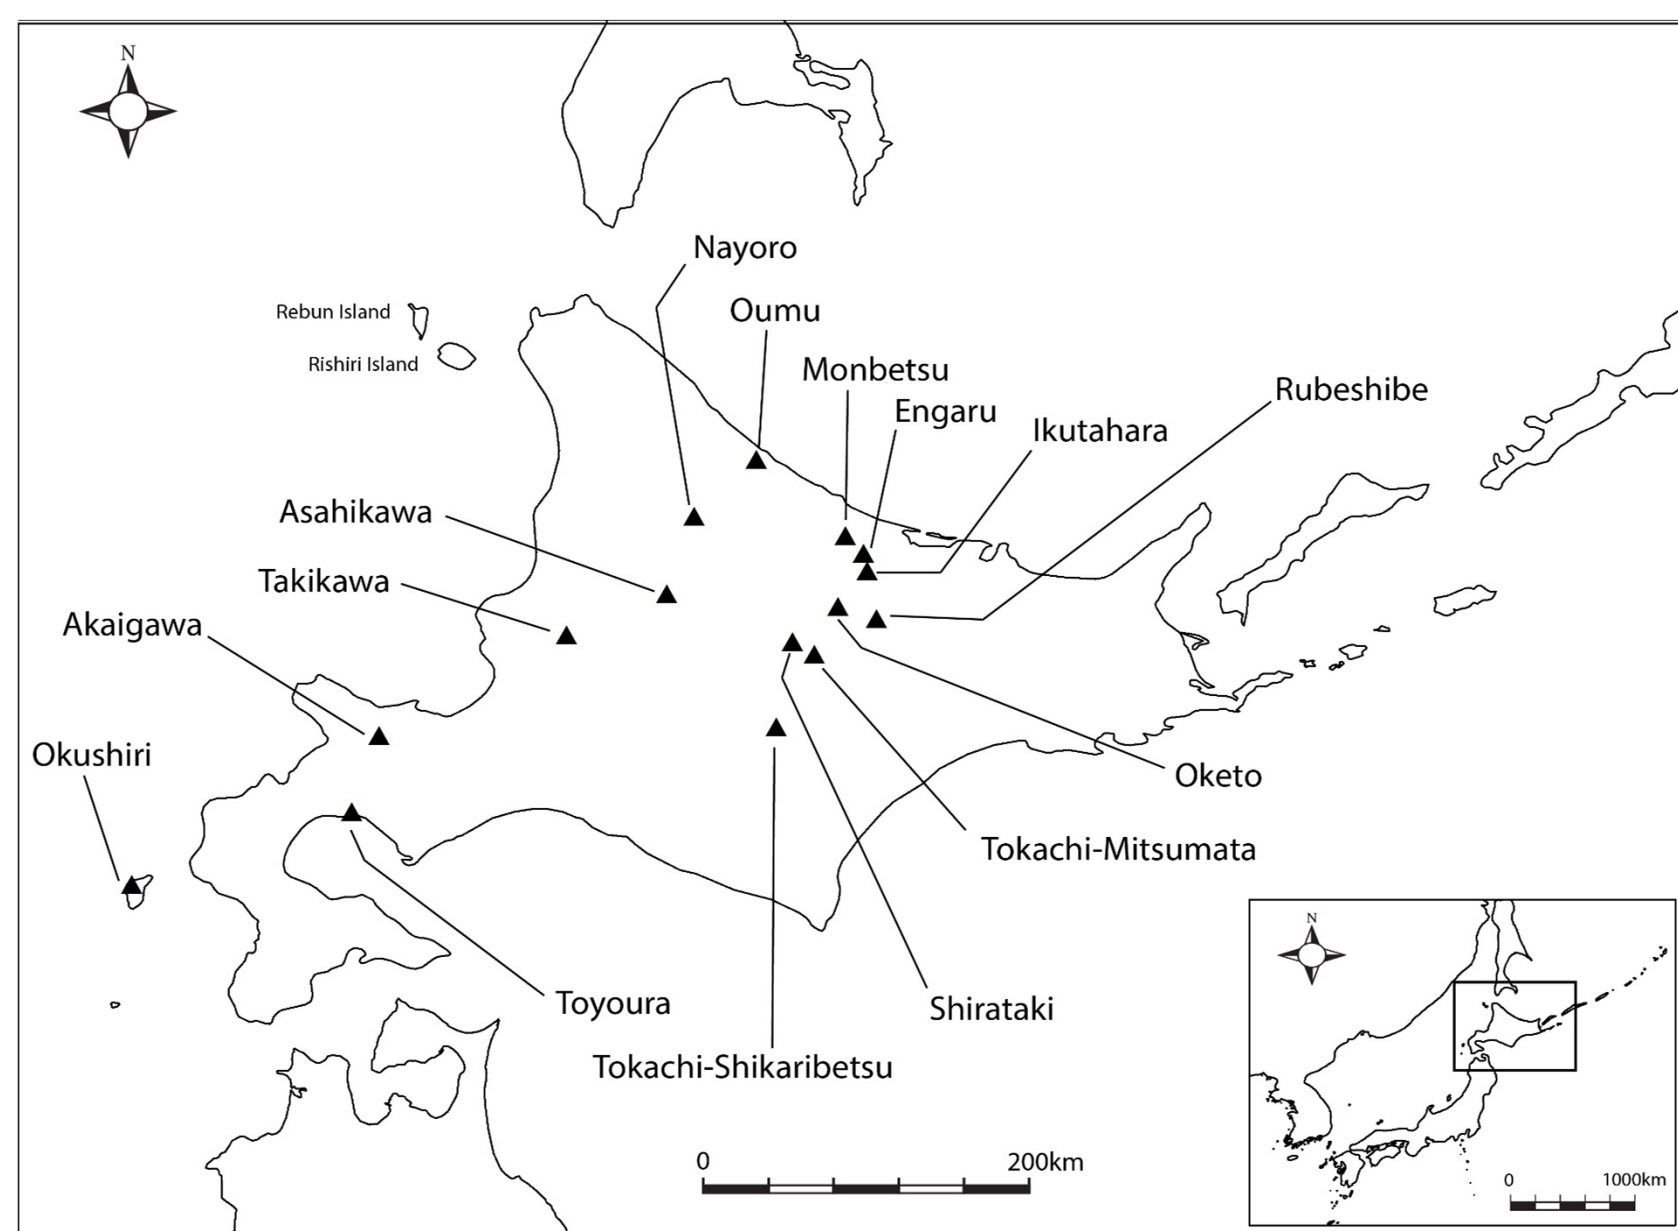 N
Nayoro
Oumu
Rebun Island
Rishiri Island
Monbetsu
Engaru
Rubeshibe
Ikutahara
Asahikawa
Takikawa
Akaigawa
Okushiri
Oketo
Tokachi-Mitsumata
Toyoura
Shirataki
Tokachi-Shikaribetsu
0 200km
N
0 1000km